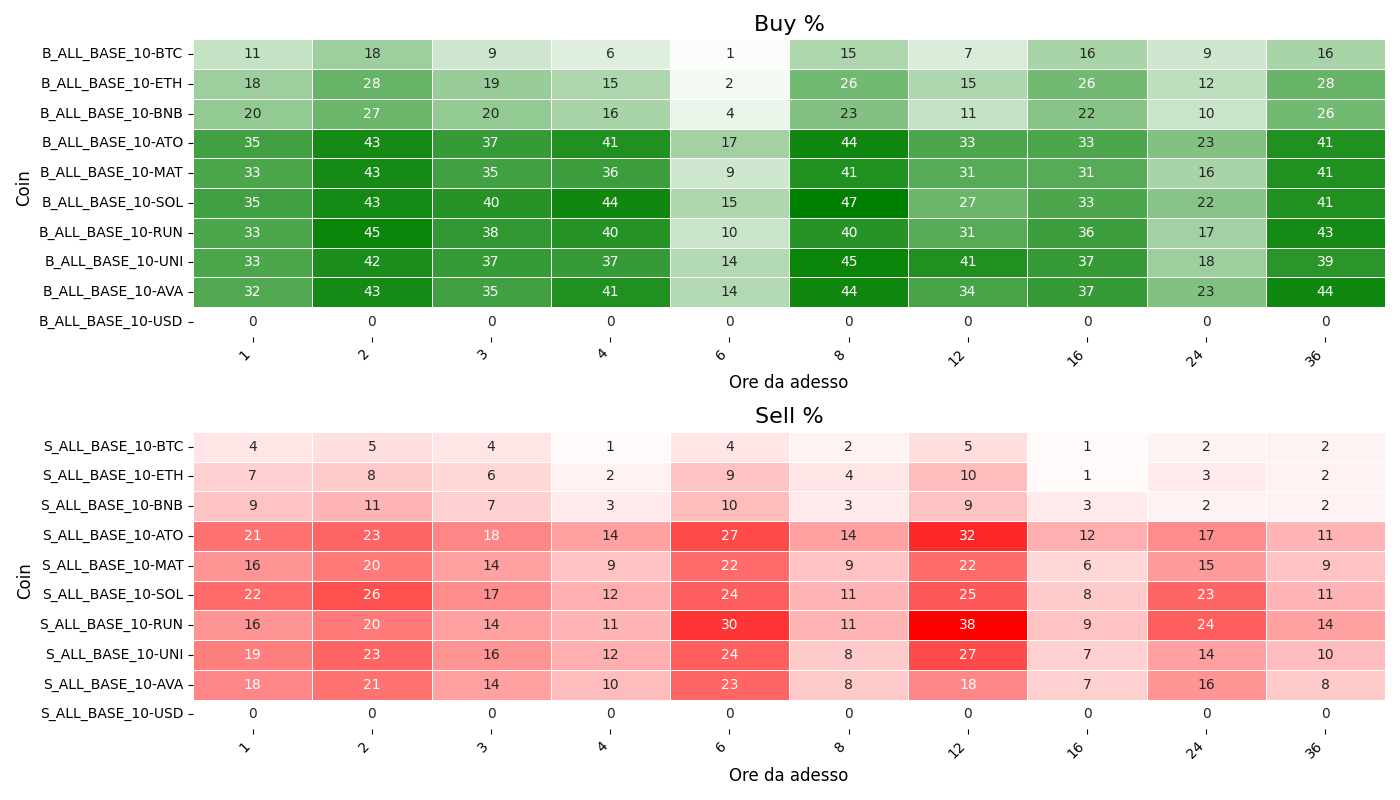 Buy %
Coin
B_ALL_BASE_10-BTC 11 18 9 6 1 15 7 16 9 16
B_ALL_BASE_10-ETH 18 28 19 15 2 26 15 26 12 28
B_ALL_BASE_10-BNB 20 27 20 16 4 23 11 22 10 26
B_ALL_BASE_10-ATO 35 43 37 41 17 44 33 33 23 41
B_ALL_BASE_10-MAT 33 43 35 36 9 41 31 31 16 41
B_ALL_BASE_10-SOL 35 43 40 44 15 47 27 33 22 41
B_ALL_BASE_10-RUN 33 45 38 40 10 40 31 36 17 43
B_ALL_BASE_10-UNI 33 42 37 37 14 45 41 37 18 39
B_ALL_BASE_10-AVA 32 43 35 41 14 44 34 37 23 44
B_ALL_BASE_10-USD 0 0 0 0 0 0 0 0 0 0
1 2 3 4 6 8 12 16 24 36
Ore da adesso
Sell %
Coin
S_ALL_BASE_10-BTC 4 5 4 1 4 2 5 1 2 2
S_ALL_BASE_10-ETH 7 8 6 2 9 4 10 1 3 2
S_ALL_BASE_10-BNB 9 11 7 3 10 3 9 3 2 2
S_ALL_BASE_10-ATO 21 23 18 14 27 14 32 12 17 11
S_ALL_BASE_10-MAT 16 20 14 9 22 9 22 6 15 9
S_ALL_BASE_10-SOL 22 26 17 12 24 11 25 8 23 11
S_ALL_BASE_10-RUN 16 20 14 11 30 11 38 9 24 14
S_ALL_BASE_10-UNI 19 23 16 12 24 8 27 7 14 10
S_ALL_BASE_10-AVA 18 21 14 10 23 8 18 7 16 8
S_ALL_BASE_10-USD 0 0 0 0 0 0 0 0 0 0
1 2 3 4 6 8 12 16 24 36
Ore da adesso